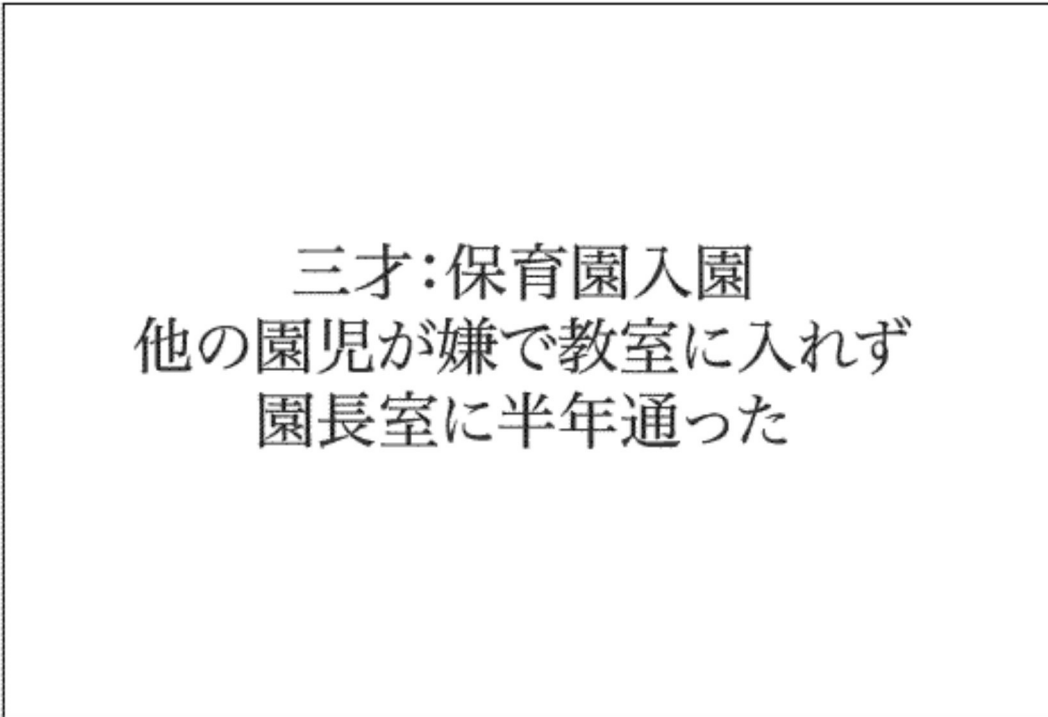 三才：保育園入園
他の園児が嫌で教室に入れず
園長室に半年通った